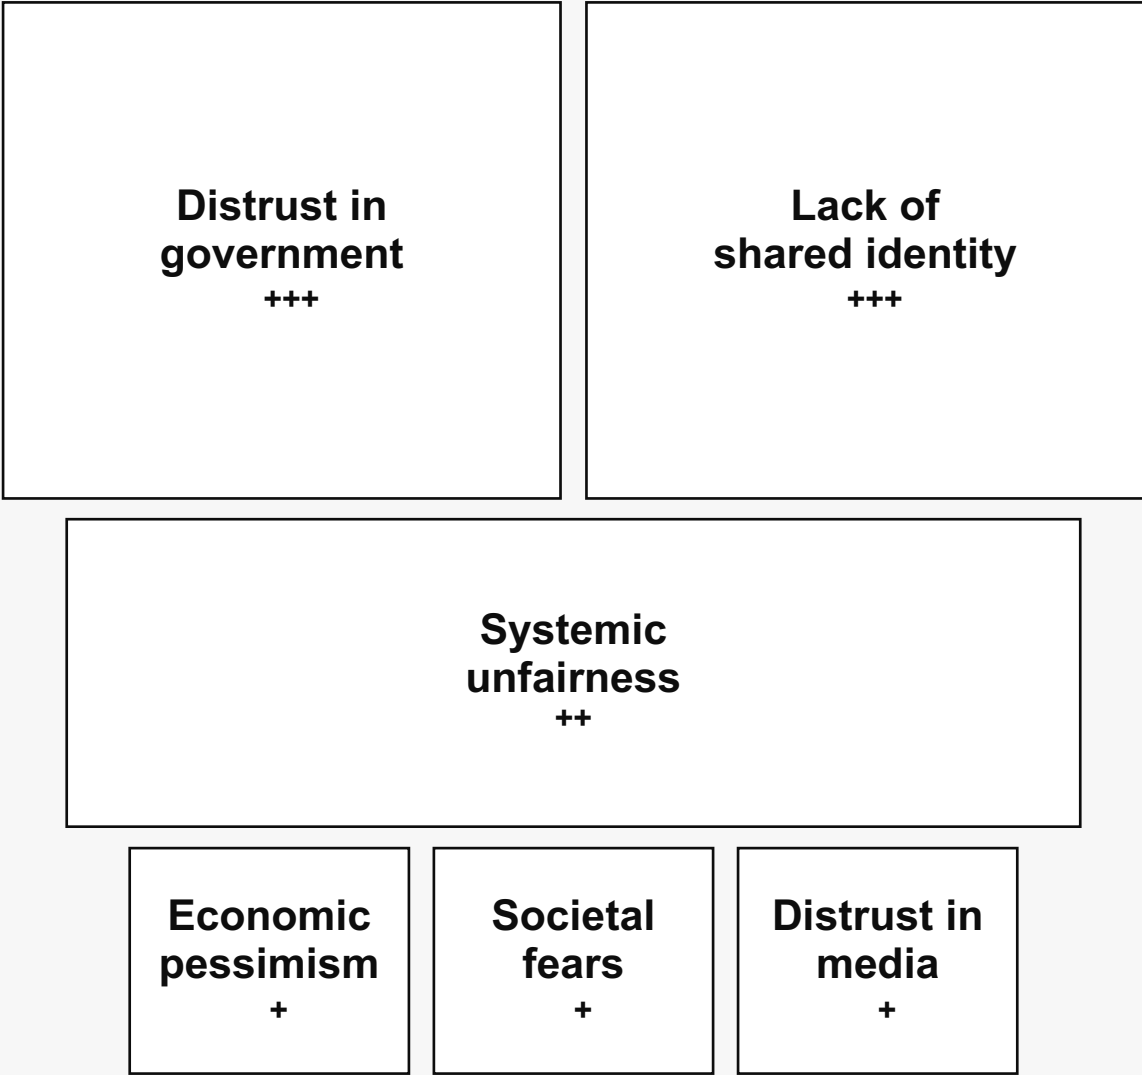 Distrust in
government
+++
Lack of
shared identity
+++
Systemic
unfairness
++
Economic
pessimism
+
Societal
fears
+
Distrust in
media
+